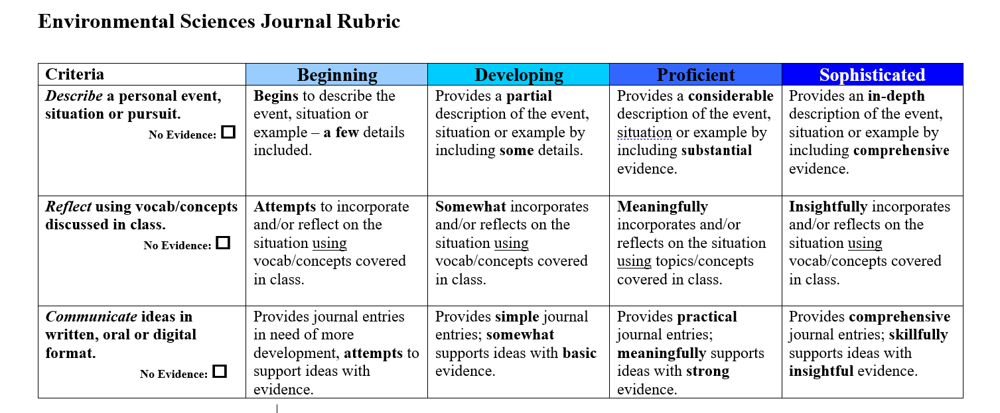 Environmental Sciences Journal Rubric
Criteria
Beginning
Developing
Proficient
Sophisticated
Describe a personal event,
situation or pursuit.
No Evidence:
Begins to describe the
event, situation or
example – a few details
included.
Provides a partial
description of the event,
situation or example by
including some details.
Provides a considerable
description of the event,
situation or example by
including substantial
evidence.
Provides an in-depth
description of the event,
situation or example by
including comprehensive
evidence.
Reflect using vocab/concepts
discussed in class.
No Evidence:
Attempts to incorporate
and/or reflect on the
situation using
vocab/concepts covered
in class.
Somewhat incorporates
and/or reflects on the
situation using
vocab/concepts covered
in class.
Meaningfully
incorporates and/or
reflects on the situation
using topics/concepts
covered in class.
Insightfully incorporates
and/or reflects on the
situation using
vocab/concepts covered
in class.
Communicate ideas in
written, oral or digital
format.
No Evidence:
Provides journal entries
in need of more
development, attempts to
support ideas with
evidence.
Provides simple journal
entries; somewhat
supports ideas with basic
evidence.
Provides practical
journal entries;
meaningfully supports
ideas with strong
evidence.
Provides comprehensive
journal entries; skillfully
supports ideas with
insightful evidence.